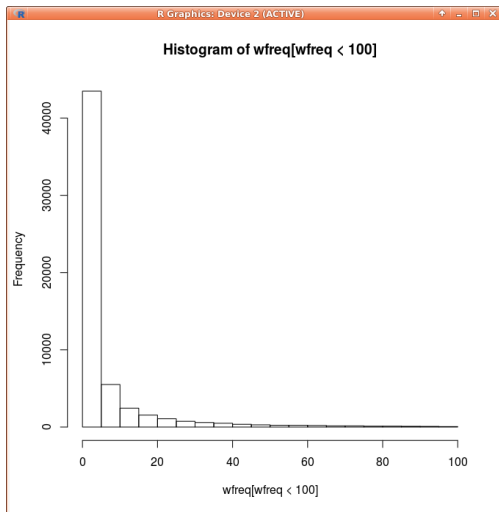 R Graphics: Device 2 (ACTIVE)
Histogram of wfreq[wfreq < 100]
Frequency
40000
30000
20000
10000
0
0 20 40 60 80 100
wfreq[wfreq < 100]